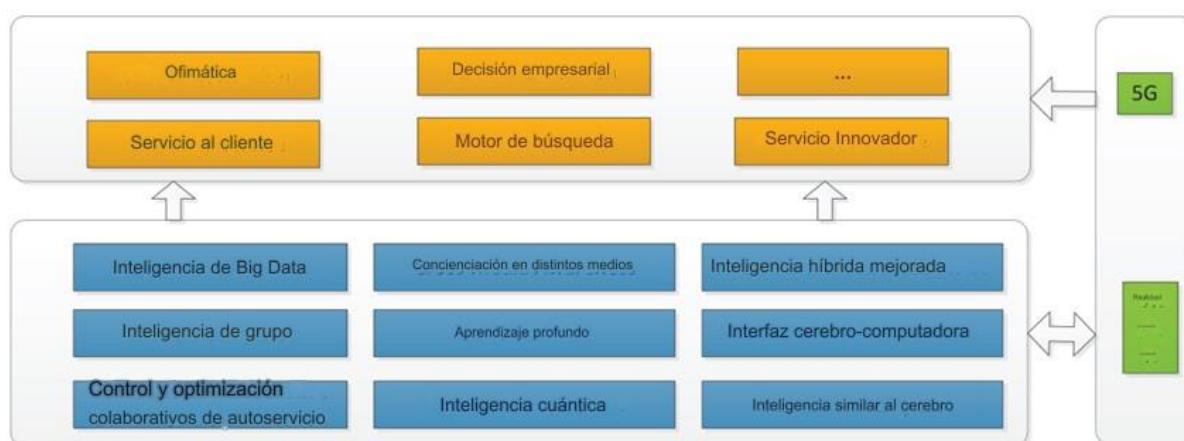 Ofimática
Decisión empresarial
...
5G
Servicio al cliente
Motor de búsqueda
Servicio Innovador
Inteligencia de Big Data
Concienciación en distintos medios
Inteligencia híbrida mejorada
Realidad
Inteligencia de grupo
Aprendizaje profundo
Interfaz cerebro-computadora
Control y optimización
colaborativos de autoservicio
Inteligencia cuántica
Inteligencia similar al cerebro